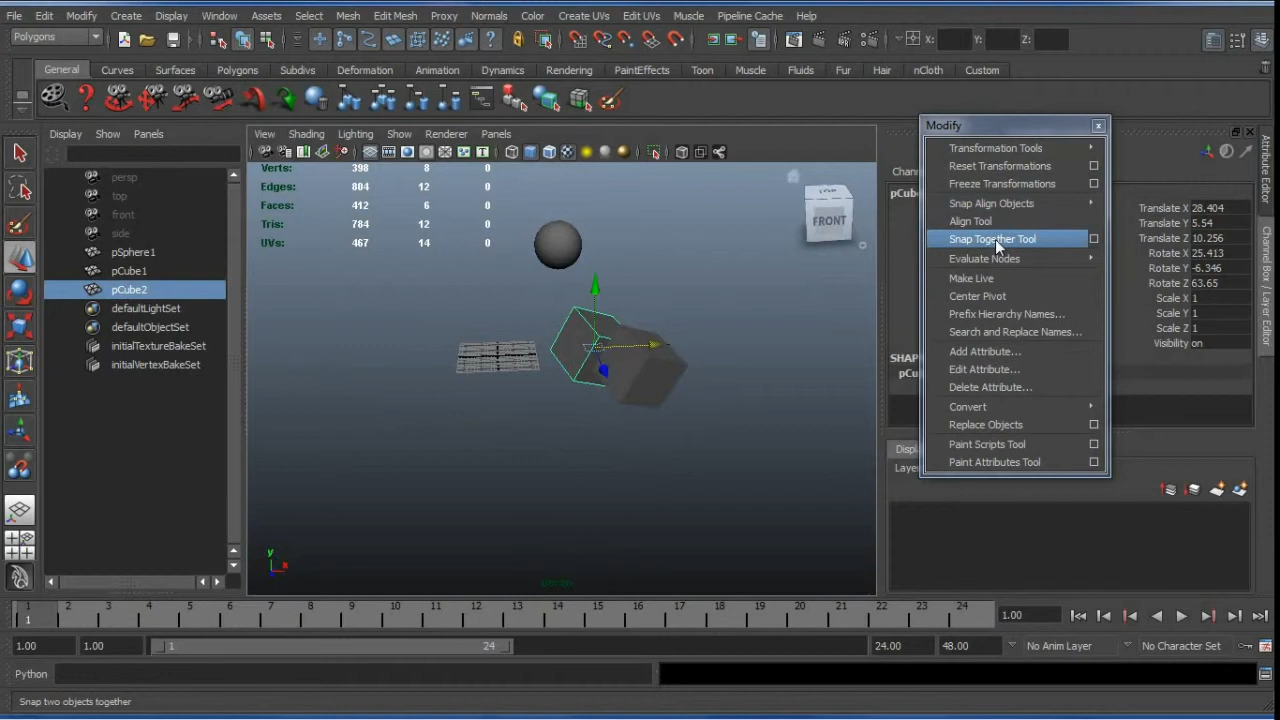 File Edit Modify Create Display Window Assets Select Mesh Edit Mesh Proxy Normals Color Create UVs Edit UVs Muscle Pipeline Cache Help
Polygons X: Y: Z:
General Curves Surfaces Polygons Subdivs Deformation Animation Dynamics Rendering PaintEffects Toon Muscle Fluids Fur Hair nCloth Custom
Display Show Panels
persp
top
front
side
pSphere1
pCube1
pCube2
defaultLightSet
defaultObjectSet
initialTextureBakeSet
initialVertexBakeSet
View Shading Lighting Show Renderer Panels
Verts: 398 8 0
Edges: 804 12 0
Faces: 412 6 0
Tris: 784 12 0
UVs: 467 14 0
TOP
FRONT
y
x
persp
Modify
Transformation Tools
Reset Transformations
Freeze Transformations
Snap Align Objects
Align Tool
Snap Together Tool
Evaluate Nodes
Make Live
Center Pivot
Prefix Hierarchy Names...
Search and Replace Names...
Add Attribute...
Edit Attribute...
Delete Attribute...
Convert
Replace Objects
Paint Scripts Tool
Paint Attributes Tool
Translate X 28.404
Translate Y 5.54
Translate Z 10.256
Rotate X 25.413
Rotate Y -6.346
Rotate Z 63.65
Scale X 1
Scale Y 1
Scale Z 1
Visibility on
Attribute Editor
Channel Box / Layer Editor
1 2 3 4 5 6 7 8 9 10 11 12 13 14 15 16 17 18 19 20 21 22 23 24
1
1.00
1.00 1.00 1 24 24.00 48.00 No Anim Layer No Character Set
Python
Snap two objects together